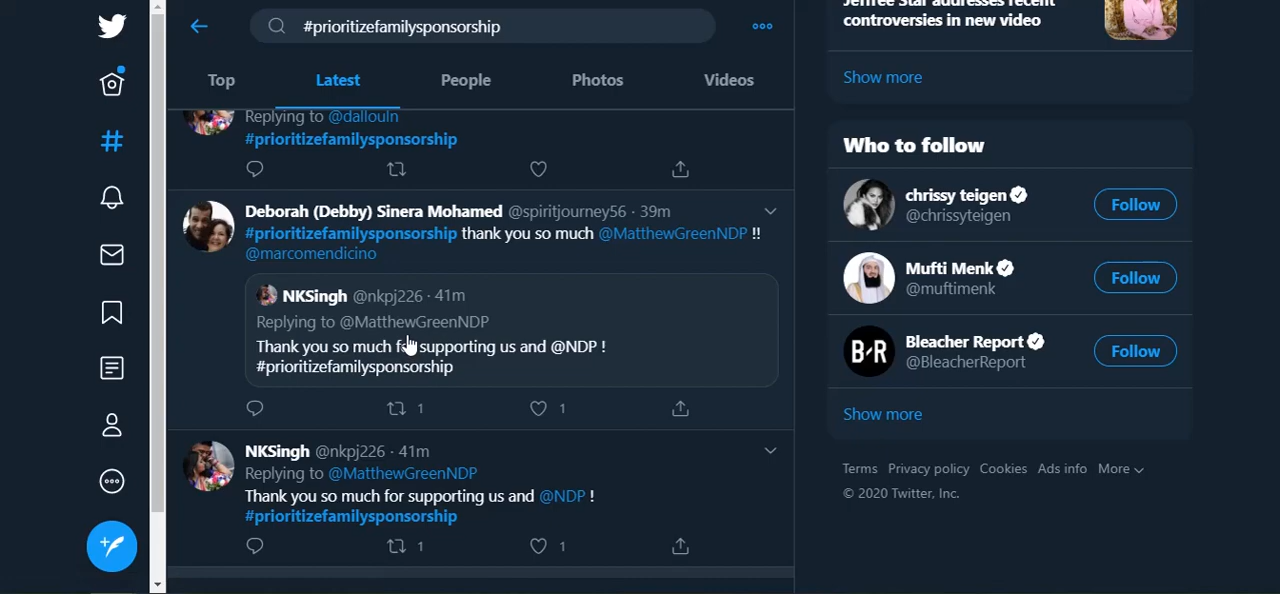 #prioritizefamilysponsorship
Top Latest People Photos Videos
Replying to @dallouln
#prioritizefamilysponsorship
Deborah (Debby) Sinera Mohamed @spiritjourney56 · 39m
#prioritizefamilysponsorship thank you so much @MatthewGreenNDP !!
@marcomendicino
NKSingh @nkpj226 · 41m
Replying to @MatthewGreenNDP
Thank you so much for supporting us and @NDP !
#prioritizefamilysponsorship
1 1
NKSingh @nkpj226 · 41m
Replying to @MatthewGreenNDP
Thank you so much for supporting us and @NDP !
#prioritizefamilysponsorship
1 1
Jeffree Star addresses recent
controversies in new video
Show more
Who to follow
chrissy teigen
@chrissyteigen
Follow
Mufti Menk
@muftimenk
Follow
B/R
Bleacher Report
@BleacherReport
Follow
Show more
Terms Privacy policy Cookies Ads info More
© 2020 Twitter, Inc.